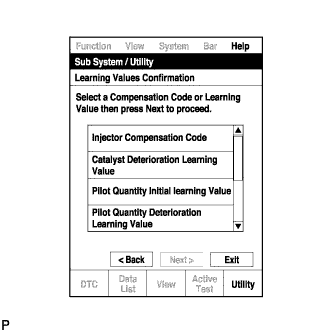 Function View System Bar Help
Sub System / Utility
Learning Values Confirmation
Select a Compensation Code or Learning
Value then press Next to proceed.
Injector Compensation Code
Catalyst Deterioration Learning
Value
Pilot Quantity Initial learning Value
Pilot Quantity Deterioration
Learning Value
< Back Next > Exit
DTC Data List View Active Test Utility
P